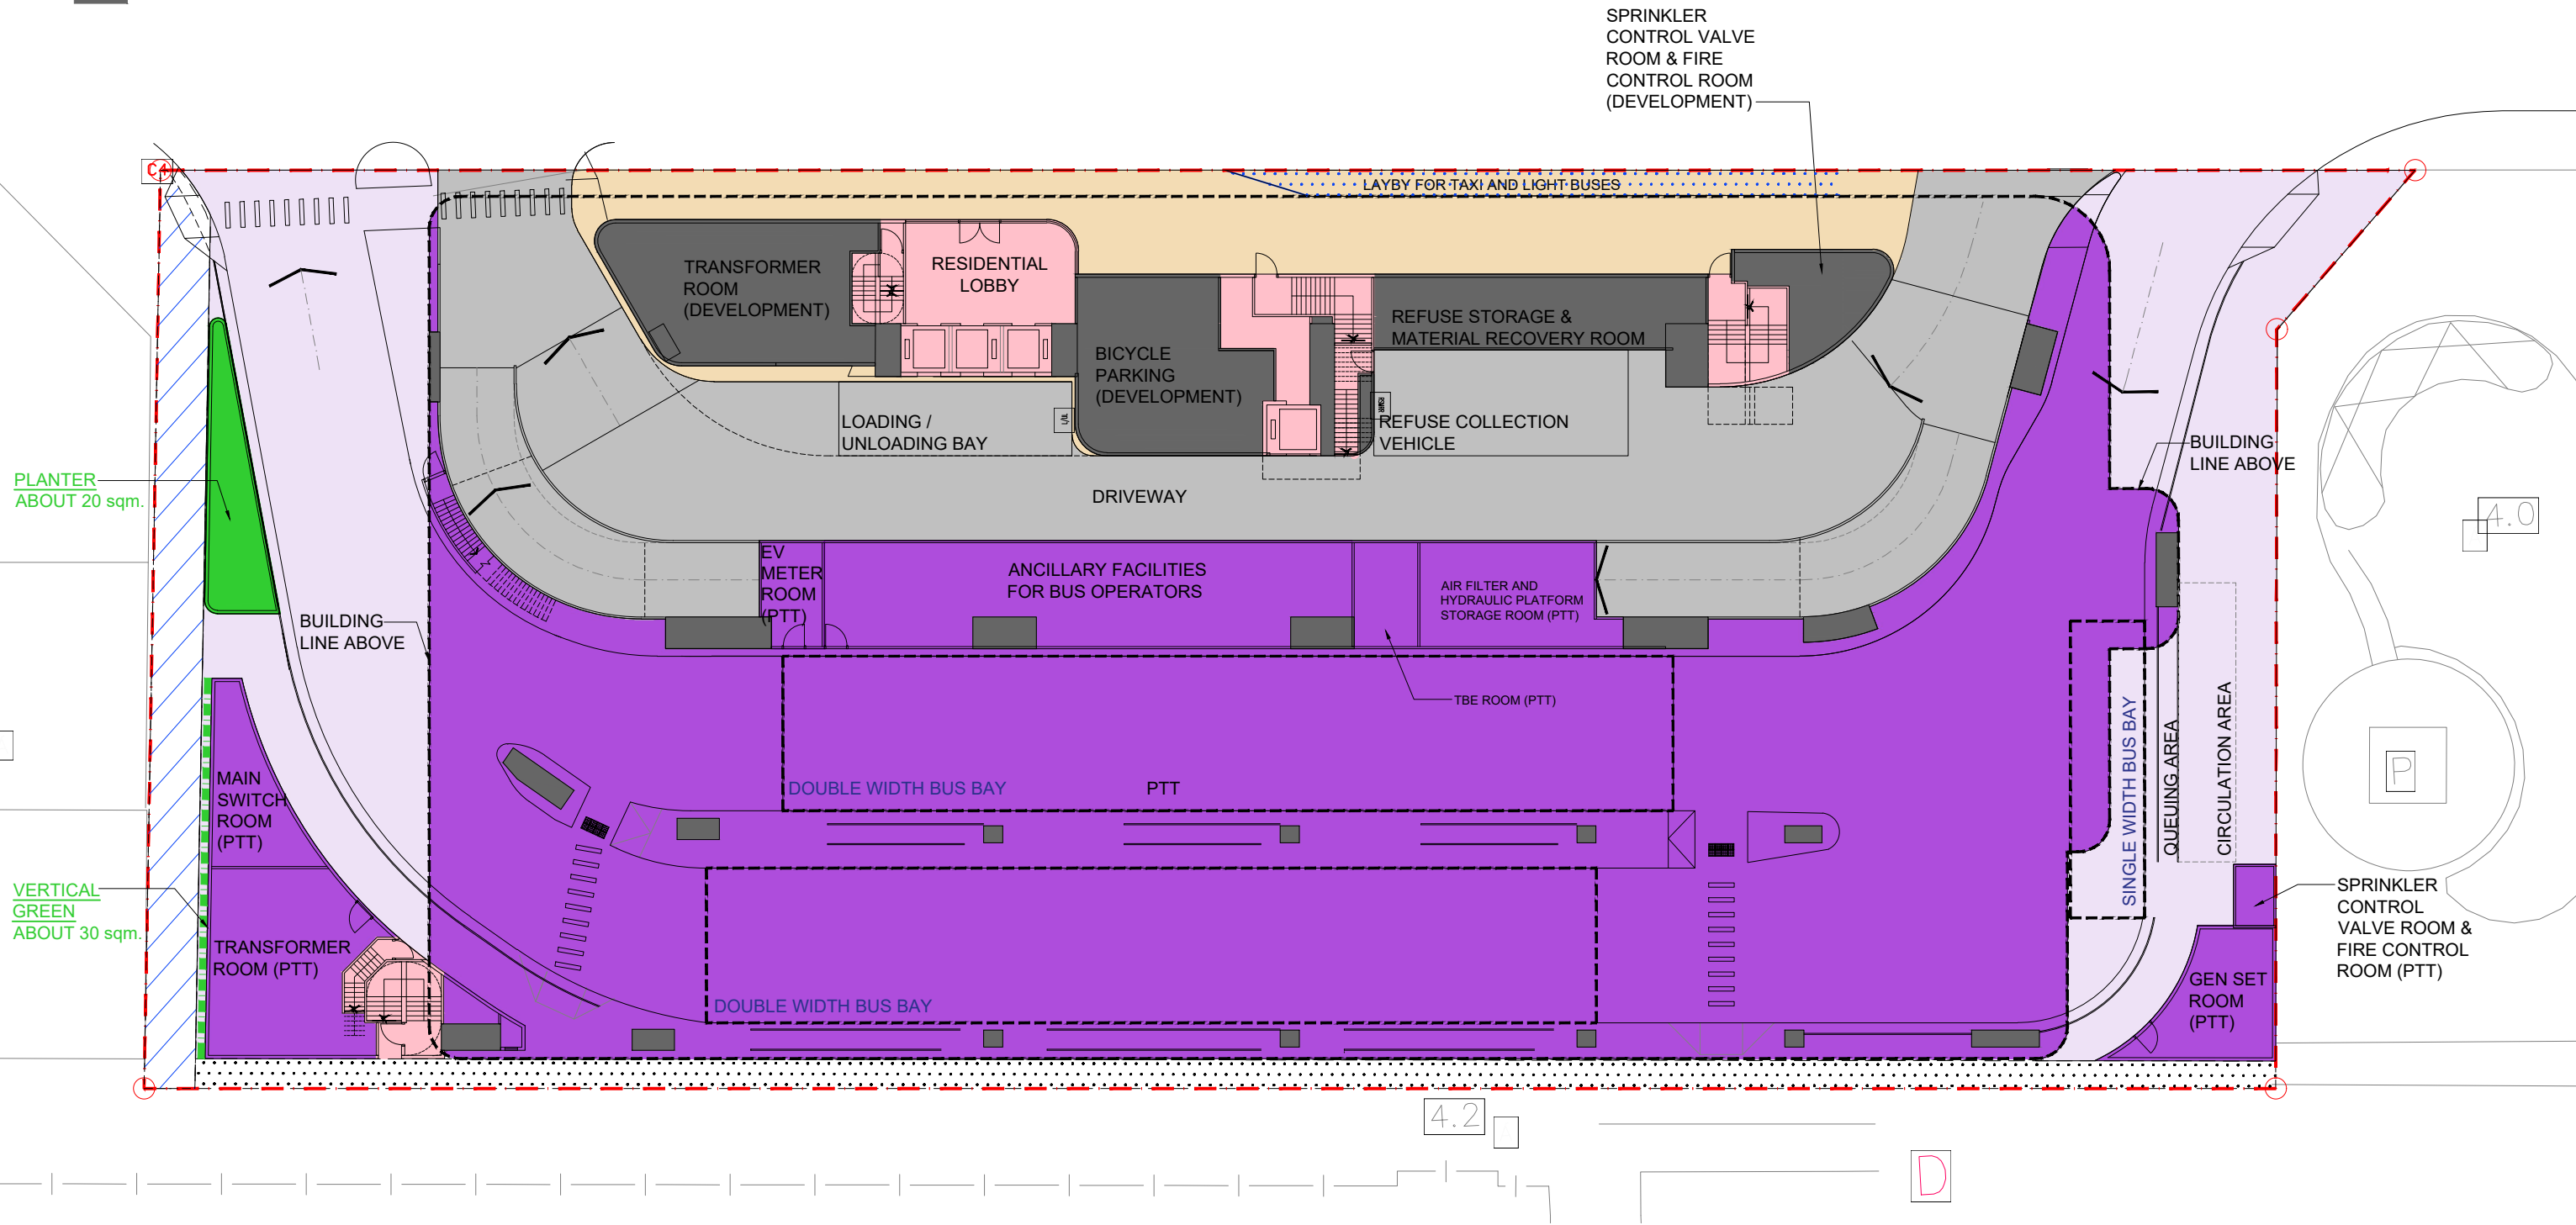 SPRINKLER
CONTROL VALVE
ROOM & FIRE
CONTROL ROOM
(DEVELOPMENT)
C4
LAYBY FOR TAXI AND LIGHT BUSES
TRANSFORMER
ROOM
(DEVELOPMENT)
RESIDENTIAL
LOBBY
BICYCLE
PARKING
(DEVELOPMENT)
REFUSE STORAGE &
MATERIAL RECOVERY ROOM
LOADING /
UNLOADING BAY
L/U
REFUSE COLLECTION
VEHICLE
DRIVEWAY
BUILDING
LINE ABOVE
PLANTER
ABOUT 20 sqm.
4.0
EV
METER
ROOM
(PTT)
ANCILLARY FACILITIES
FOR BUS OPERATORS
AIR FILTER AND
HYDRAULIC PLATFORM
STORAGE ROOM (PTT)
BUILDING
LINE ABOVE
TBE ROOM (PTT)
MAIN
SWITCH
ROOM
(PTT)
DOUBLE WIDTH BUS BAY
PTT
SINGLE WIDTH BUS BAY
QUEUING AREA
CIRCULATION AREA
P
VERTICAL
GREEN
ABOUT 30 sqm.
TRANSFORMER
ROOM (PTT)
DOUBLE WIDTH BUS BAY
SPRINKLER
CONTROL
VALVE ROOM &
FIRE CONTROL
ROOM (PTT)
GEN SET
ROOM
(PTT)
4.2
D